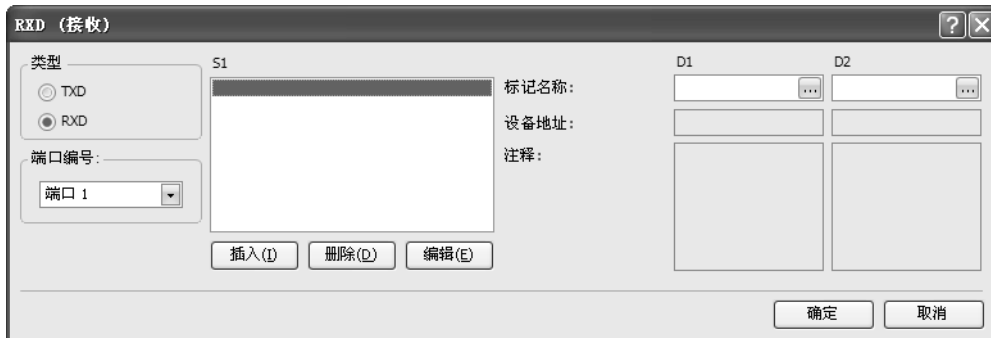 RXD (接收)
类型
TXD
RXD
端口编号:
端口 1
S1
插入(I)
删除(D)
编辑(E)
D1
D2
标记名称:
...
...
设备地址:
注释:
确定
取消